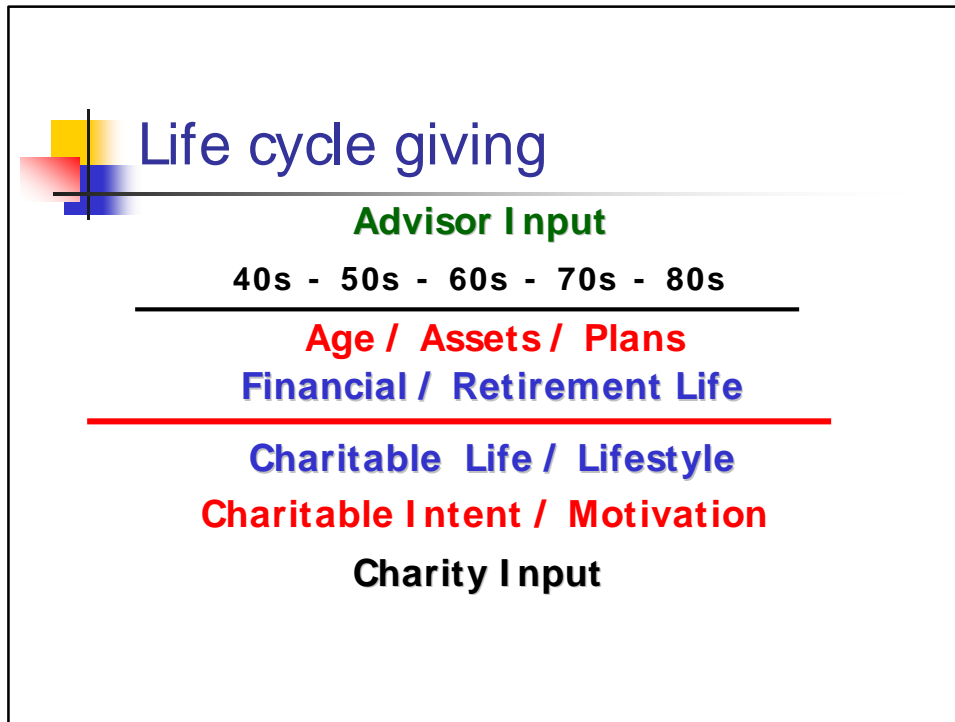 Life cycle giving
Advisor Input
40s - 50s - 60s - 70s - 80s
Age / Assets / Plans
Financial / Retirement Life
Charitable Life / Lifestyle
Charitable Intent / Motivation
Charity Input